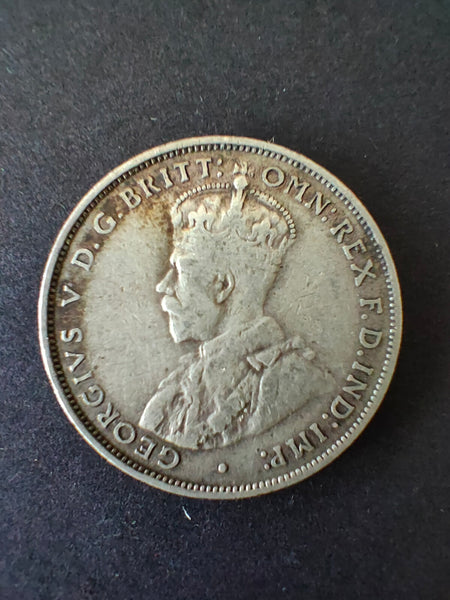 GEORGIVS V D.G. BRITT: OMN: REX F.D. IND: IMP: